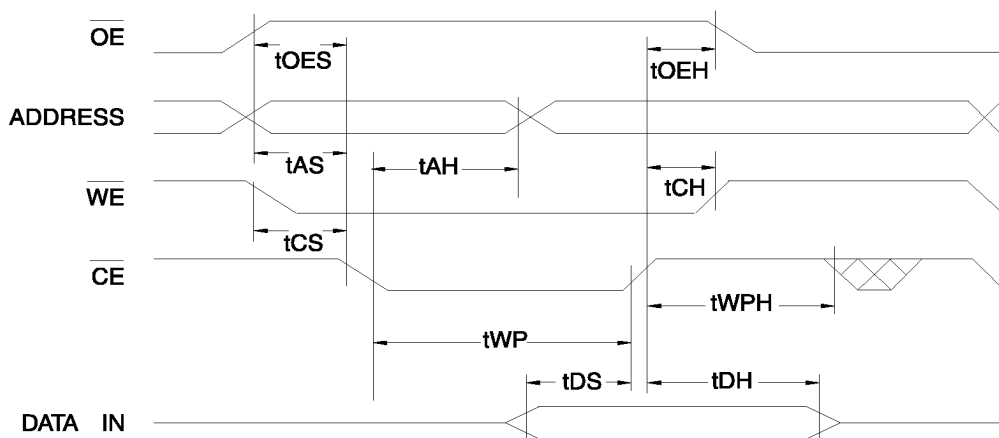 OE
tOES
tOEH
ADDRESS
tAS
tAH
tCH
WE
tCS
CE
tWPH
tWP
tDS
tDH
DATA IN